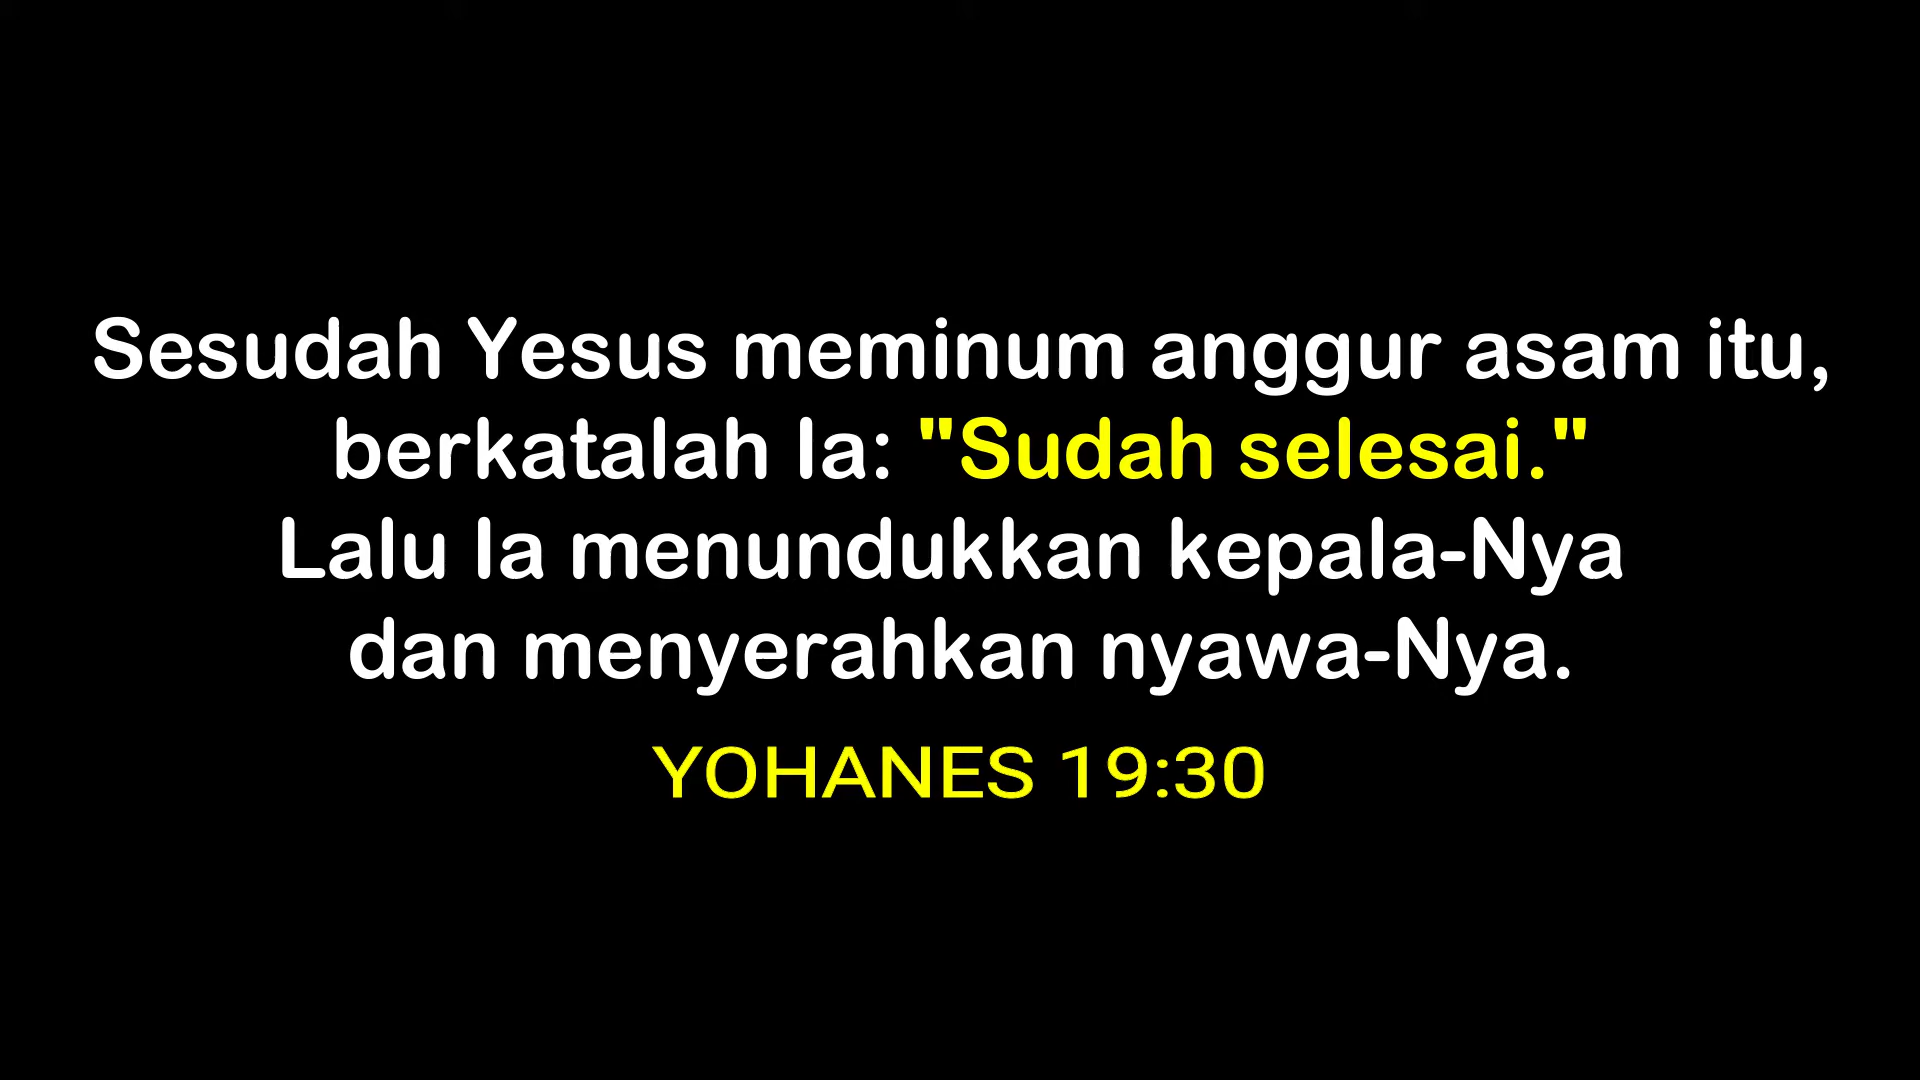 Sesudah Yesus meminum anggur asam itu,
berkatalah Ia: "Sudah selesai."
Lalu Ia menundukkan kepala-Nya
dan menyerahkan nyawa-Nya.
YOHANES 19:30